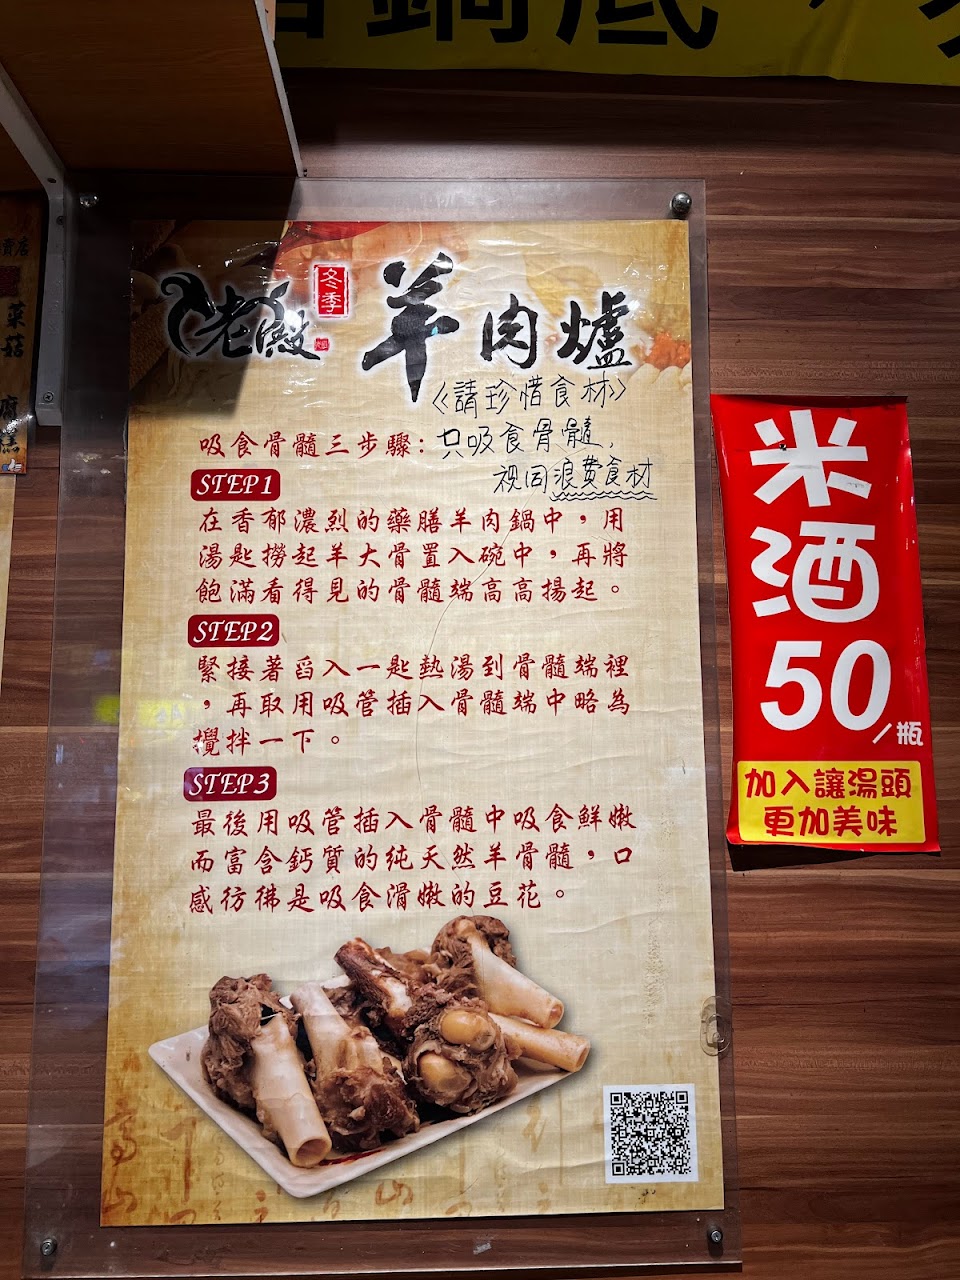 鍋底
賣店
菜菇
冬季
老殿
羊肉爐
《請珍惜食材》
吸食骨髓三步驟:只吸食骨髓,
視同浪費食材
STEP1
在香郁濃烈的藥膳羊肉鍋中，用
湯匙撈起羊大骨置入碗中，再將
飽滿看得見的骨髓端高高揚起。
STEP2
緊接著舀入一匙熱湯到骨髓端裡
，再取用吸管插入骨髓端中略為
攪拌一下。
STEP3
最後用吸管插入骨髓中吸食鮮嫩
而富含鈣質的純天然羊骨髓，口
感彷彿是吸食滑嫩的豆花。
米酒
50/瓶
加入讓湯頭
更加美味